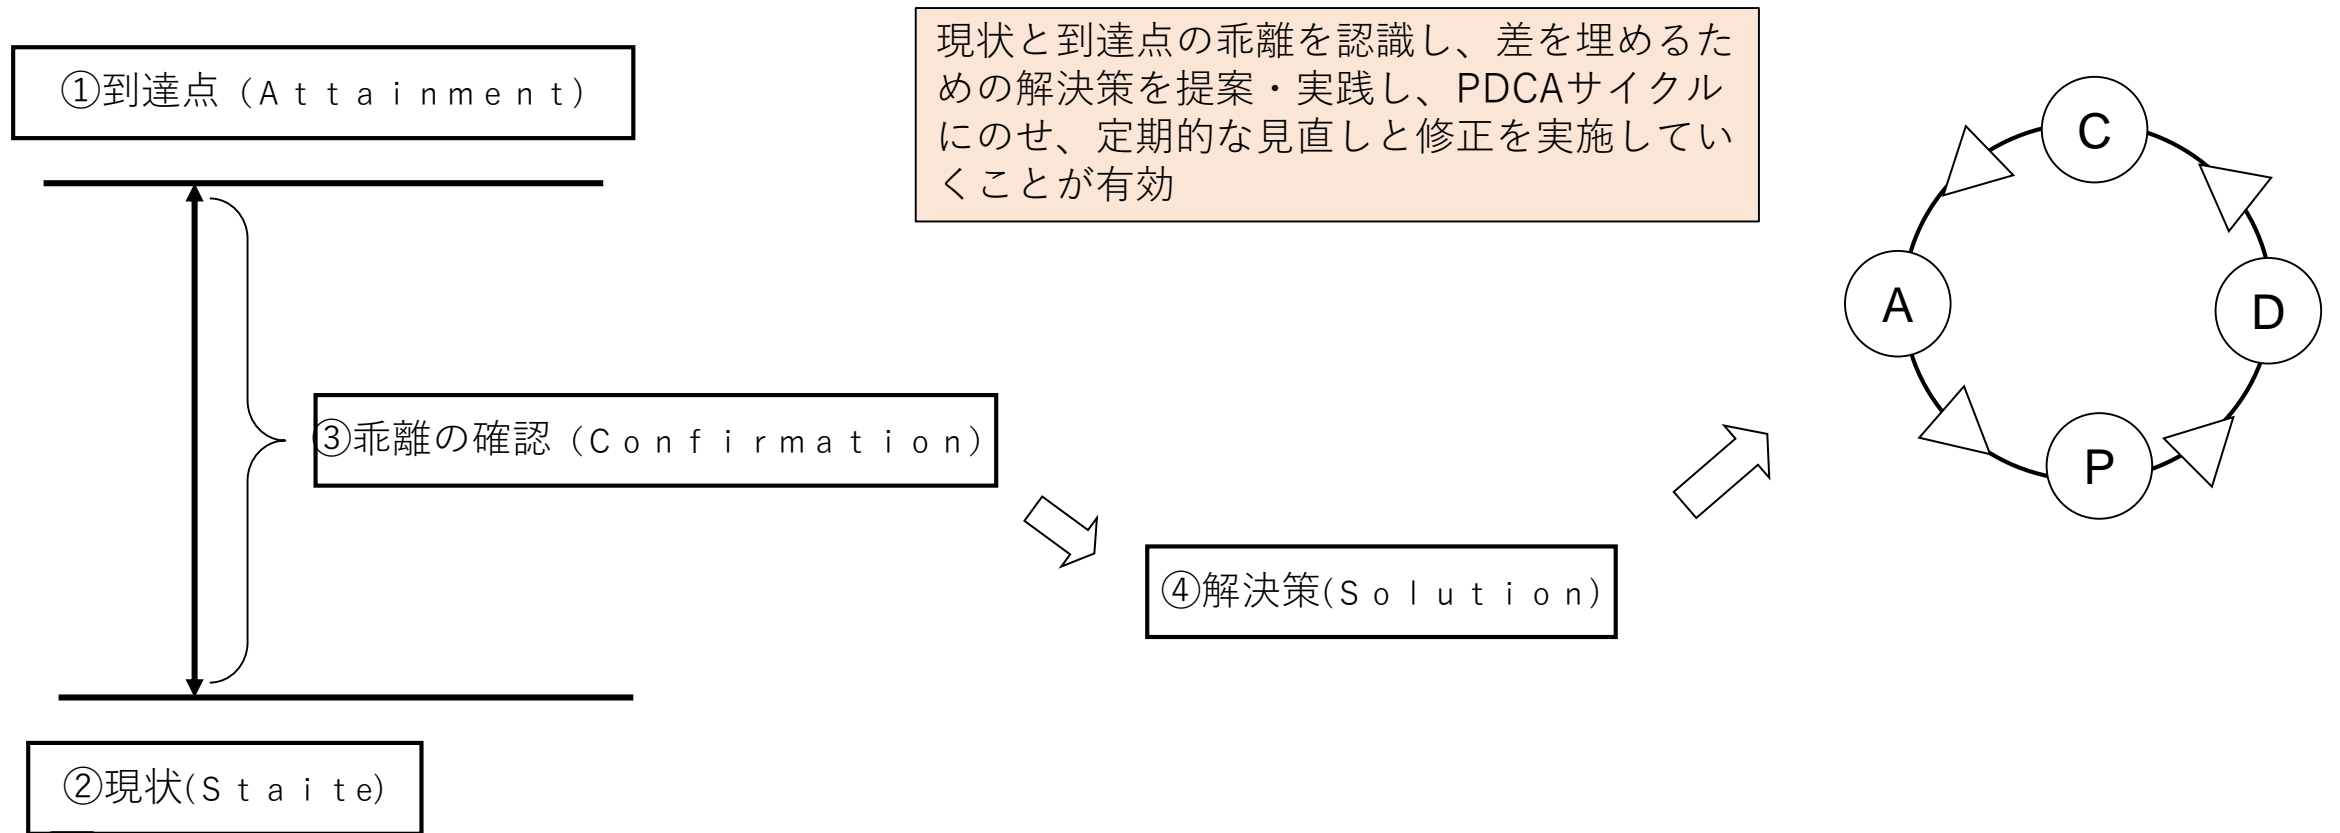 ①到達点（Attainment）
現状と到達点の乖離を認識し、差を埋めるた
めの解決策を提案・実践し、PDCAサイクル
にのせ、定期的な見直しと修正を実施してい
くことが有効
C
A
D
P
③乖離の確認（Confirmation）
④解決策(Solution)
②現状(Staite)